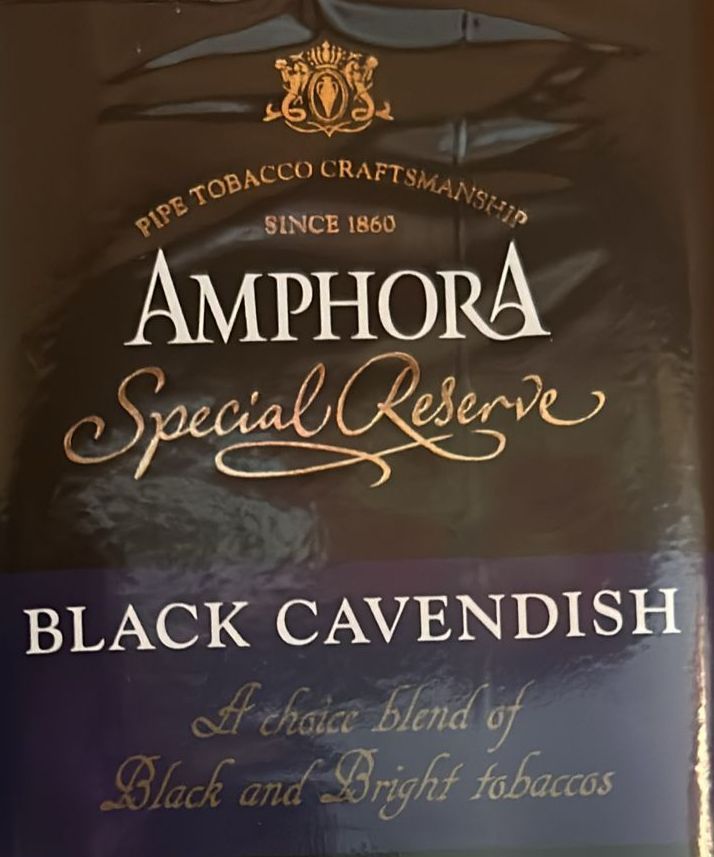 PIPE TOBACCO CRAFTSMANSHIP
SINCE 1860
AMPHORA
Special Reserve
BLACK CAVENDISH
A choice blend of
Black and Bright tobaccos